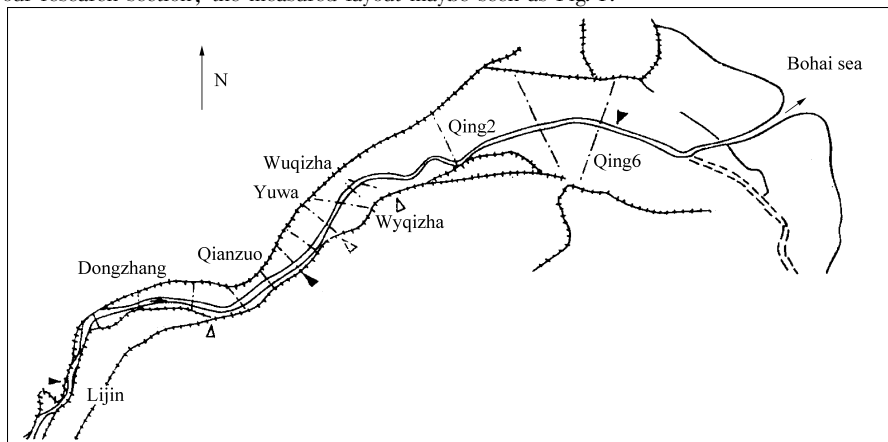 our research section, the measured layout maybe seen as Fig. 1.
Bohai sea
N
Qing2
Wuqizha
Qing6
Yuwa
Wyqizha
Qianzuo
Dongzhang
Lijin